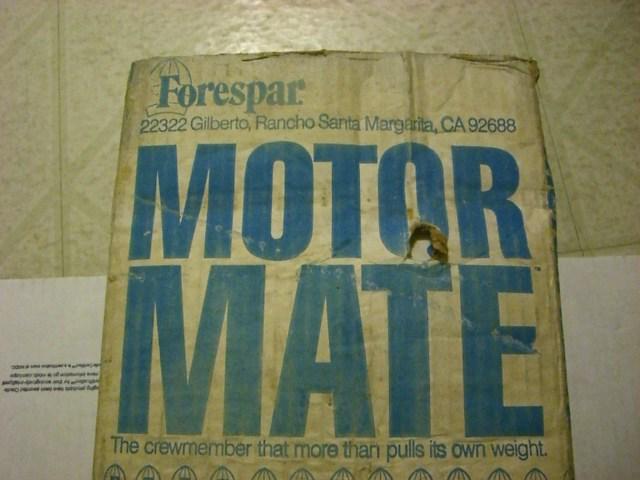 Forespar
22322 Gilberto, Rancho Santa Margarita, CA 92688
MOTOR
MATE
The crewmember that more than pulls its own weight.